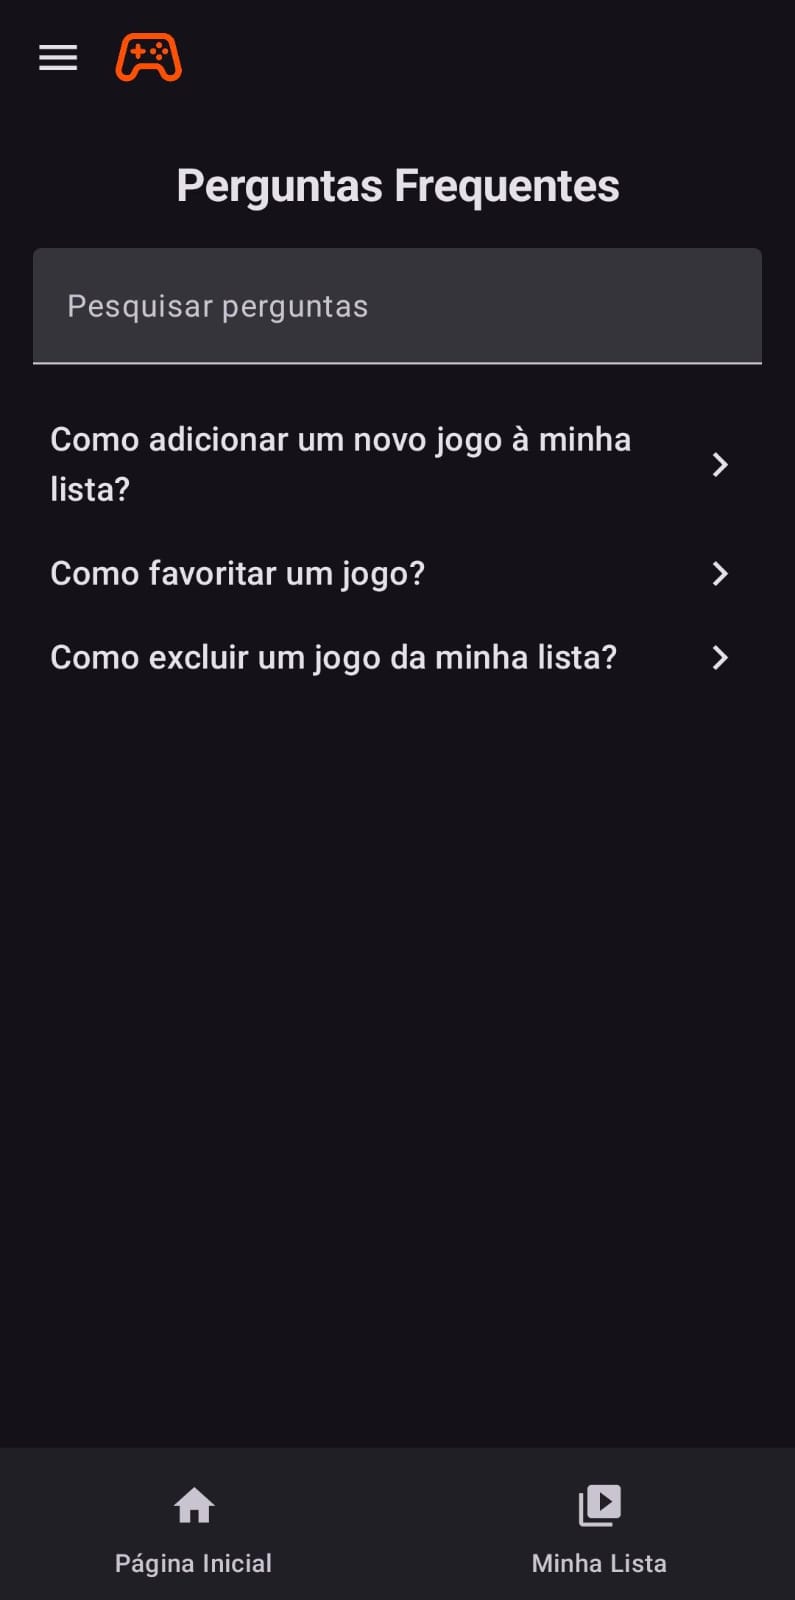 Perguntas Frequentes
Pesquisar perguntas
Como adicionar um novo jogo à minha
lista?
Como favoritar um jogo?
Como excluir um jogo da minha lista?
Página Inicial
Minha Lista